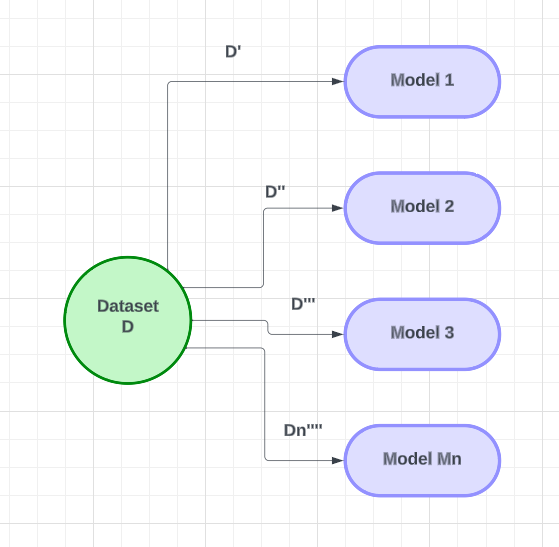 D'
Model 1
D''
Model 2
Dataset
D
D'''
Model 3
Dn''''
Model Mn